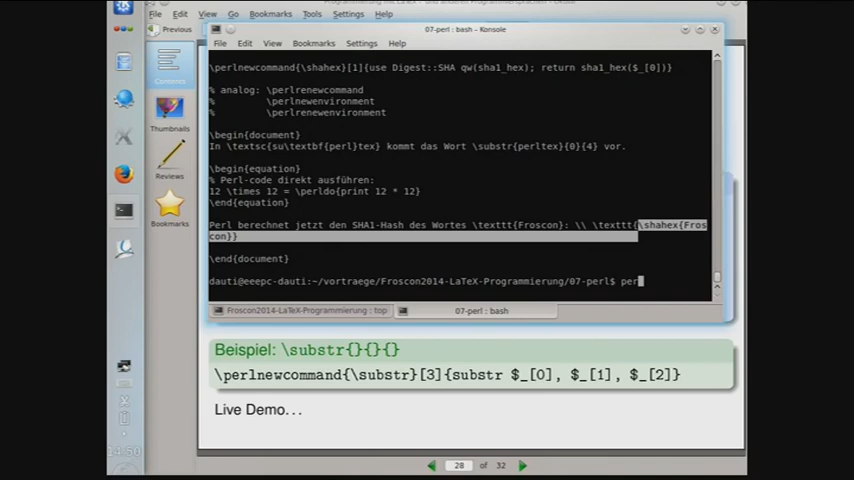 File Edit View Go Bookmarks Tools Settings Help
Previous
07-perl : bash – Konsole
File Edit View Bookmarks Settings Help
\perlnewcommand{\shahex}[1]{use Digest::SHA qw(sha1_hex); return sha1_hex($_[0])}
% analog: \perlrenewcommand
% \perlnewenvironment
% \perlrenewenvironment
\begin{document}
In \textsc{su\textbf{perl}tex} kommt das Wort \substr{perltex}{0}{4} vor.
\begin{equation}
% Perl-code direkt ausführen:
12 \times 12 = \perldo{print 12 * 12}
\end{equation}
Perl berechnet jetzt den SHA1-Hash des Wortes \texttt{Froscon}: \\ \texttt{\shahex{Fros
con}}
\end{document}
dauti@eeepc-dauti:~/vortraege/Froscon2014-LaTeX-Programmierung/07-perl$ per
Froscon2014-LaTeX-Programmierung : top
07-perl : bash
Contents
Thumbnails
Reviews
Bookmarks
Beispiel: \substr{}{}{}
\perlnewcommand{\substr}[3]{substr $_[0], $_[1], $_[2]}
Live Demo...
14:50
28 of 32